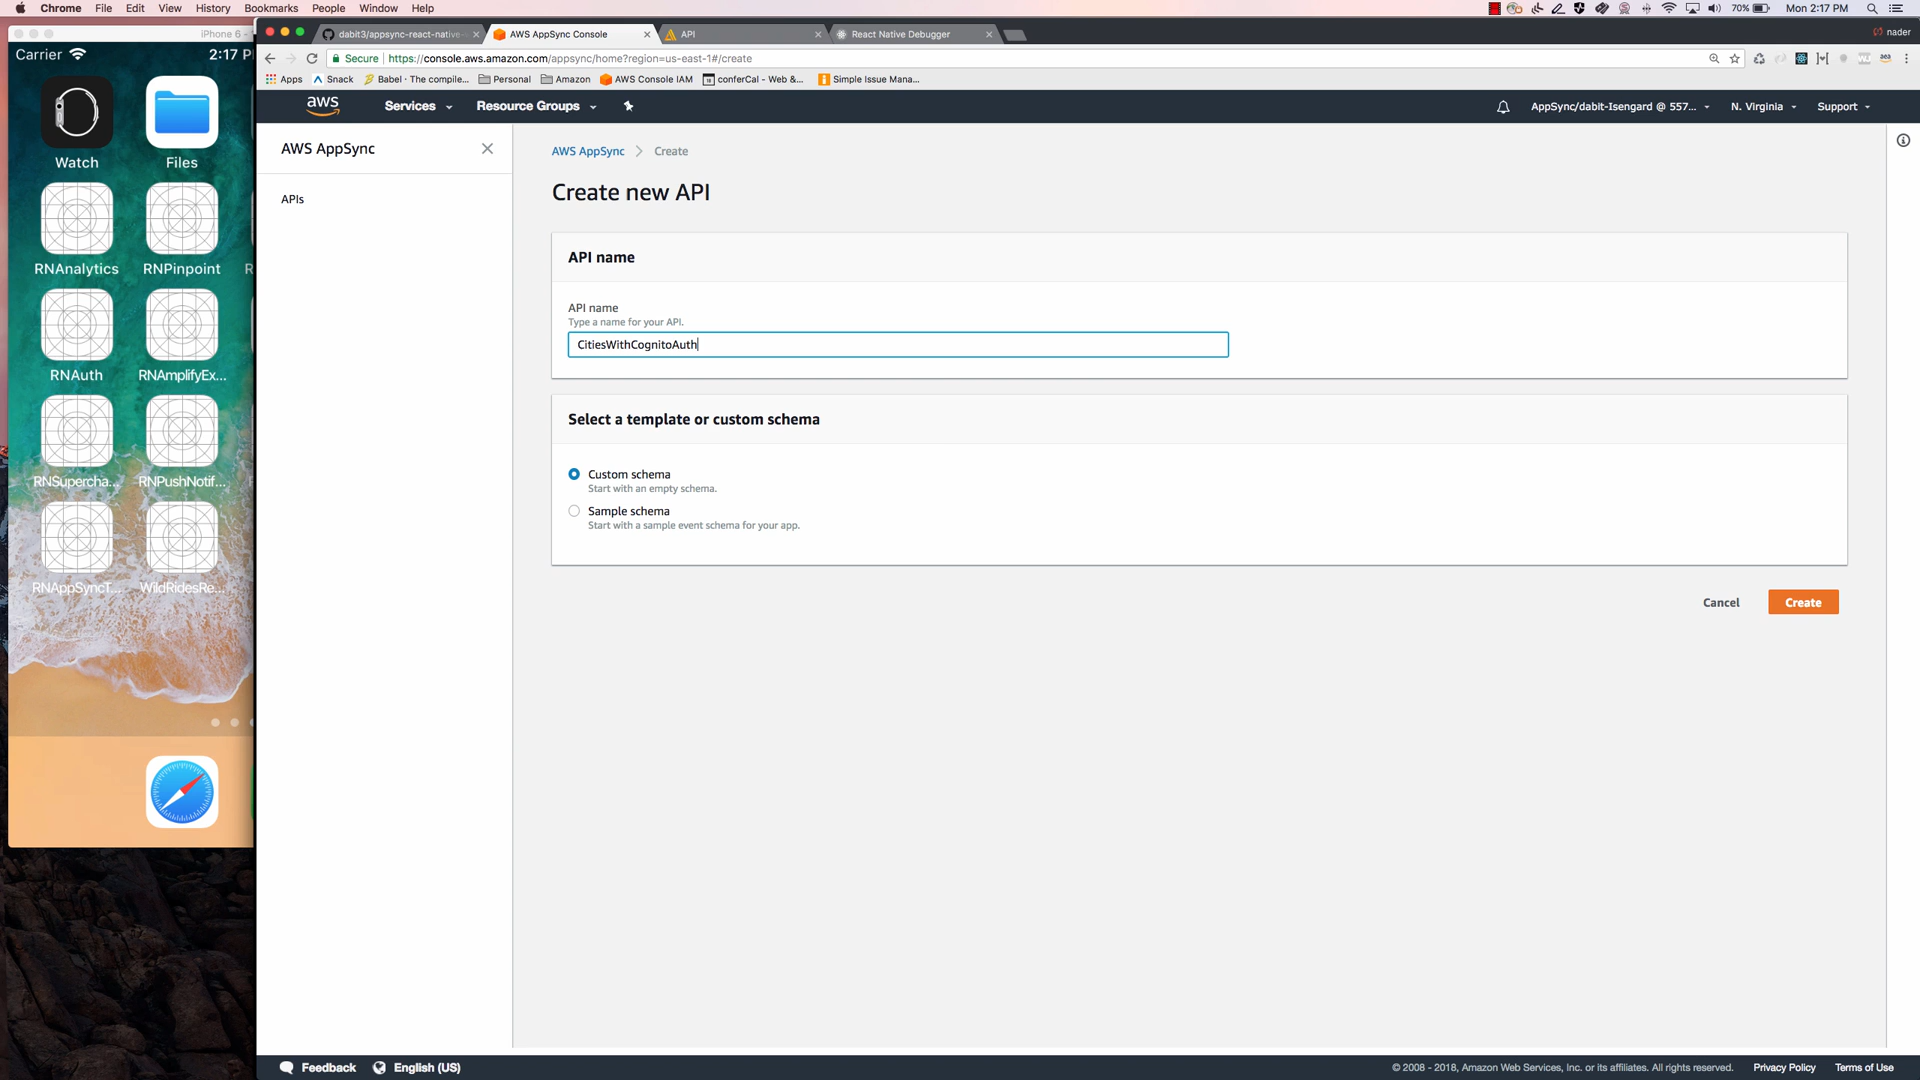 Chrome File Edit View History Bookmarks People Window Help
70% Mon 2:17 PM
iPhone 6 -
Carrier 2:17 P
Watch Files
RNAnalytics RNPinpoint R
RNAuth RNAmplifyEx...
RNSupercha... RNPushNotif...
RNAppSyncT... WildRidesRe...
dabit3/appsync-react-native- AWS AppSync Console API React Native Debugger nader
Secure https://console.aws.amazon.com/appsync/home?region=us-east-1#/create
Apps Snack Babel · The compile... Personal Amazon AWS Console IAM conferCal - Web &... Simple Issue Mana...
aws Services Resource Groups AppSync/dabit-Isengard @ 557... N. Virginia Support
AWS AppSync
APIs
AWS AppSync Create
Create new API
API name
API name
Type a name for your API.
CitiesWithCognitoAuth
Select a template or custom schema
Custom schema
Start with an empty schema.
Sample schema
Start with a sample event schema for your app.
Cancel Create
Feedback English (US) © 2008 - 2018, Amazon Web Services, Inc. or its affiliates. All rights reserved. Privacy Policy Terms of Use